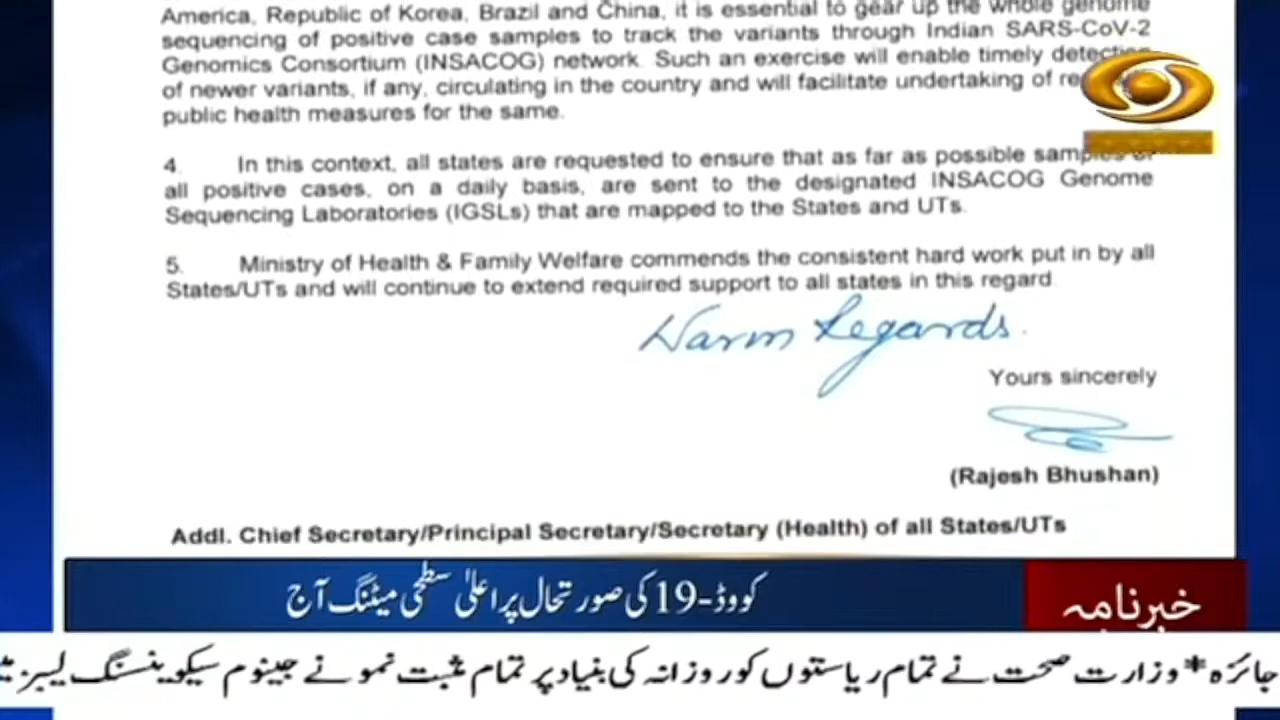 America, Republic of Korea, Brazil and China, it is essential to gear up the whole genome
sequencing of positive case samples to track the variants through Indian SARS-CoV-2
Genomics Consortium (INSACOG) network. Such an exercise will enable timely detection
of newer variants, if any, circulating in the country and will facilitate undertaking of
public health measures for the same.
4. In this context, all states are requested to ensure that as far as possible samples of
all positive cases, on a daily basis, are sent to the designated INSACOG Genome
Sequencing Laboratories (IGSLs) that are mapped to the States and UTs.
5. Ministry of Health & Family Welfare commends the consistent hard work put in by all
States/UTs and will continue to extend required support to all states in this regard.
Warm Regards.
Yours sincerely
(Rajesh Bhushan)
Addl. Chief Secretary/Principal Secretary/Secretary (Health) of all States/UTs
کووڈ-19 کی صورتحال پر اعلیٰ سطحی میٹنگ آج
خبرنامہ
جائزہ * وزارت صحت نے تمام ریاستوں کو روزانہ کی بنیاد پر تمام مثبت نمونے جینوم سیکوینسنگ لیبز